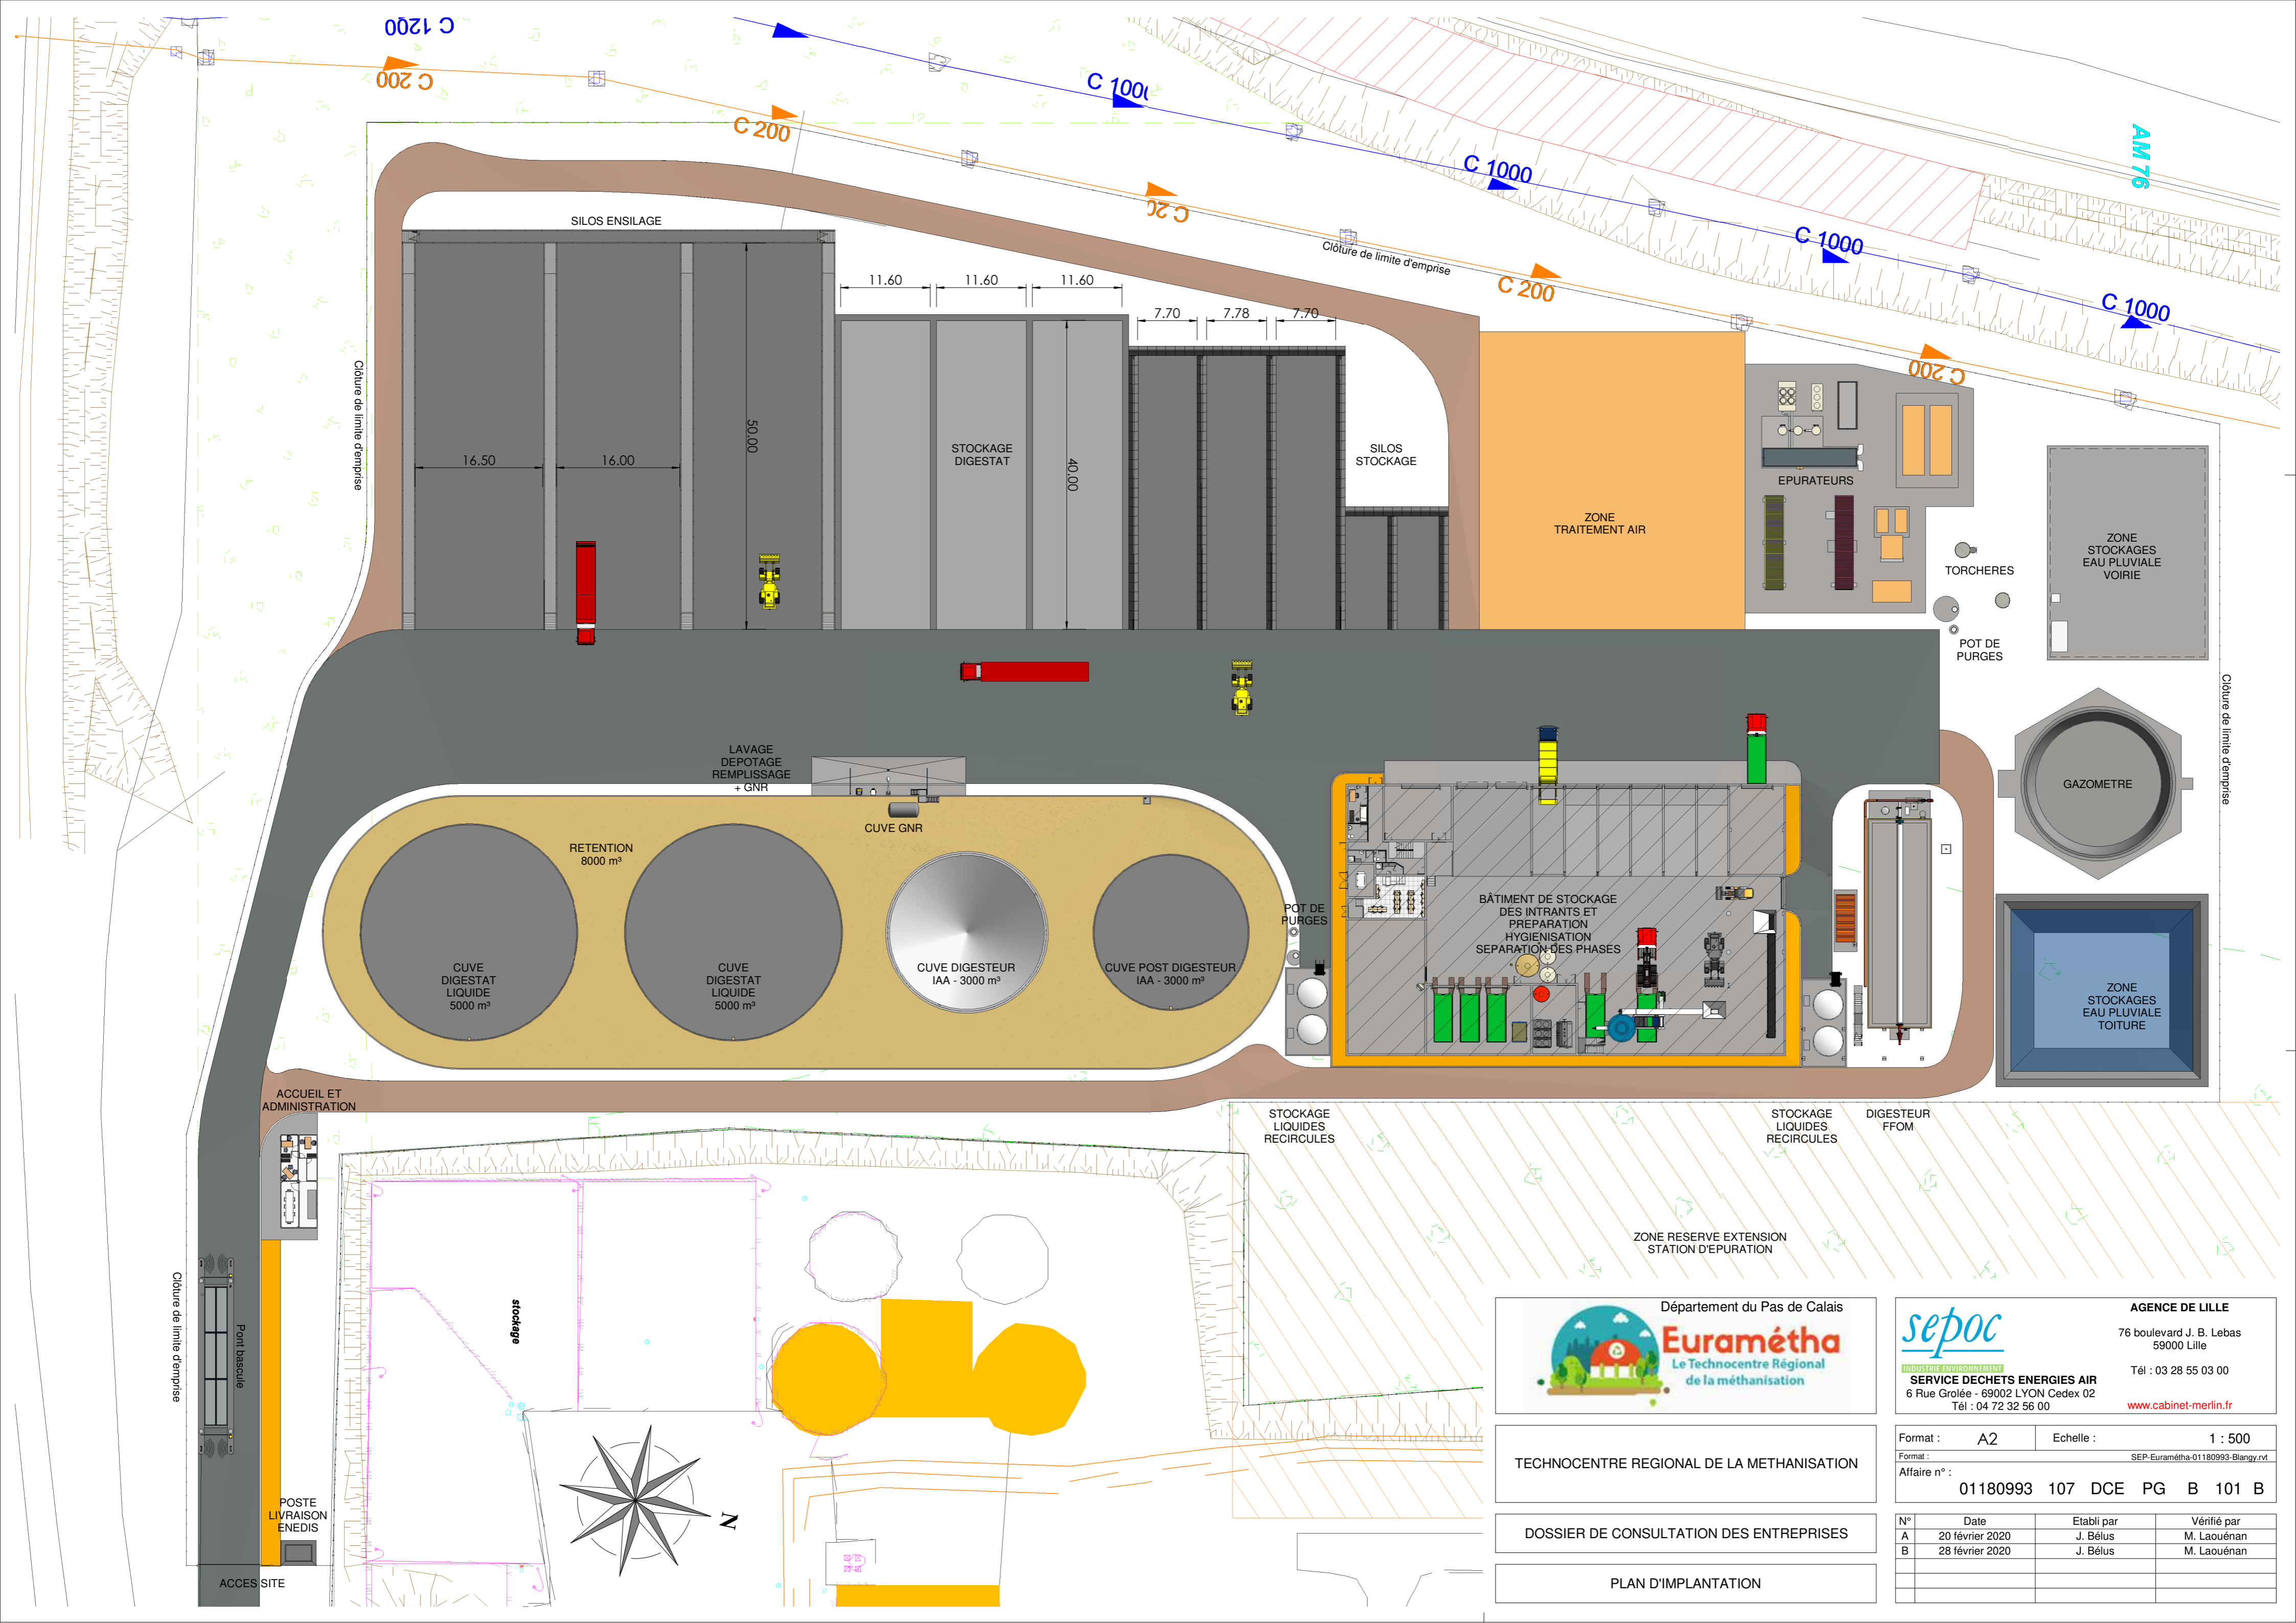 C 1200
C 200
C 200
C 1000
C 20
C 1000
C 200
C 1000
C 1000
C 200
AM 76
Clôture de limite d'emprise
SILOS ENSILAGE
11.60
11.60
11.60
7.70
7.78
7.70
Clôture de limite d'emprise
16.50
16.00
50.00
STOCKAGE
DIGESTAT
40.00
SILOS
STOCKAGE
ZONE
TRAITEMENT AIR
EPURATEURS
TORCHERES
POT DE
PURGES
ZONE
STOCKAGES
EAU PLUVIALE
VOIRIE
Clôture de limite d'emprise
LAVAGE
DEPOTAGE
REMPLISSAGE
+ GNR
CUVE GNR
RETENTION
8000 m³
CUVE
DIGESTAT
LIQUIDE
5000 m³
CUVE
DIGESTAT
LIQUIDE
5000 m³
CUVE DIGESTEUR
IAA - 3000 m³
CUVE POST DIGESTEUR
IAA - 3000 m³
POT DE
PURGES
BÂTIMENT DE STOCKAGE
DES INTRANTS ET
PREPARATION
HYGIENISATION
SEPARATION DES PHASES
GAZOMETRE
ZONE
STOCKAGES
EAU PLUVIALE
TOITURE
ACCUEIL ET
ADMINISTRATION
STOCKAGE
LIQUIDES
RECIRCULES
STOCKAGE
LIQUIDES
RECIRCULES
DIGESTEUR
FFOM
ZONE RESERVE EXTENSION
STATION D'EPURATION
Clôture de limite d'emprise
Pont bascule
stockage
POSTE
LIVRAISON
ENEDIS
ACCES SITE
N
Département du Pas de Calais
Euramétha
Le Technocentre Régional
de la méthanisation
TECHNOCENTRE REGIONAL DE LA METHANISATION
DOSSIER DE CONSULTATION DES ENTREPRISES
PLAN D'IMPLANTATION
sepoc
INDUSTRIE ENVIRONNEMENT
SERVICE DECHETS ENERGIES AIR
6 Rue Grolée - 69002 LYON Cedex 02
Tél : 04 72 32 56 00
AGENCE DE LILLE
76 boulevard J. B. Lebas
59000 Lille
Tél : 03 28 55 03 00
www.cabinet-merlin.fr
Format : A2 Echelle : 1 : 500
Format : SEP-Euramétha-01180993-Blangy.rvt
Affaire n° :
01180993 107 DCE PG B 101 B
N° Date Etabli par Vérifié par
A 20 février 2020 J. Bélus M. Laouénan
B 28 février 2020 J. Bélus M. Laouénan